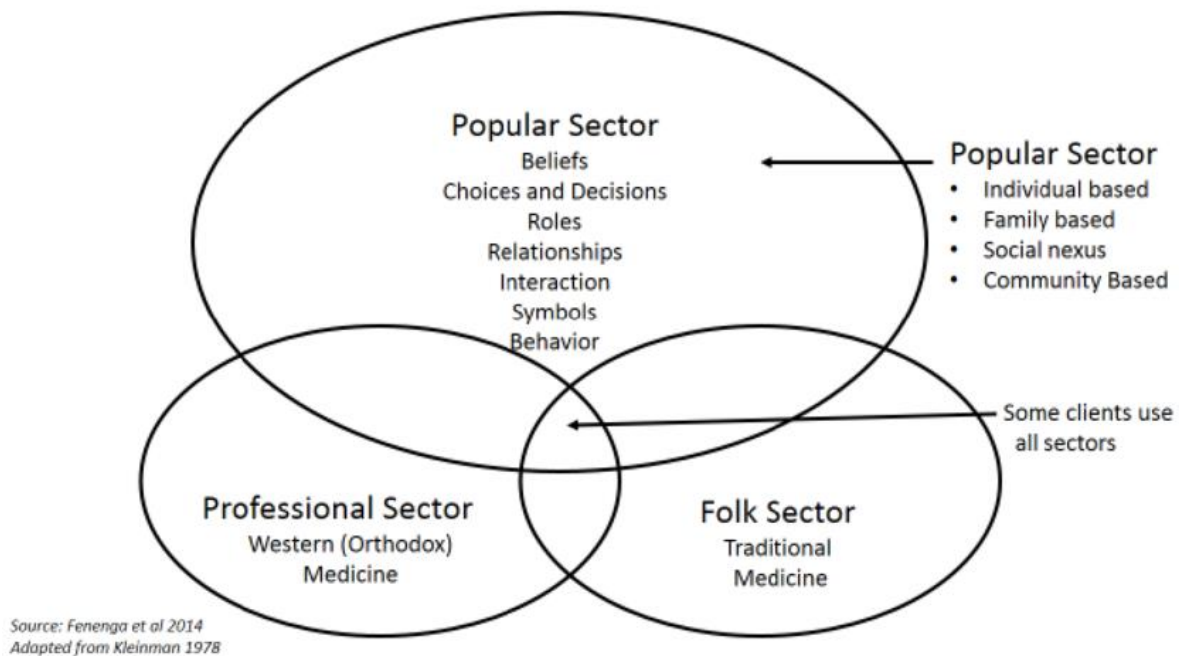 Popular Sector
Beliefs
Choices and Decisions
Roles
Relationships
Interaction
Symbols
Behavior
Popular Sector
• Individual based
• Family based
• Social nexus
• Community Based
Some clients use
all sectors
Professional Sector
Western (Orthodox)
Medicine
Folk Sector
Traditional
Medicine
Source: Fenenga et al 2014
Adapted from Kleinman 1978